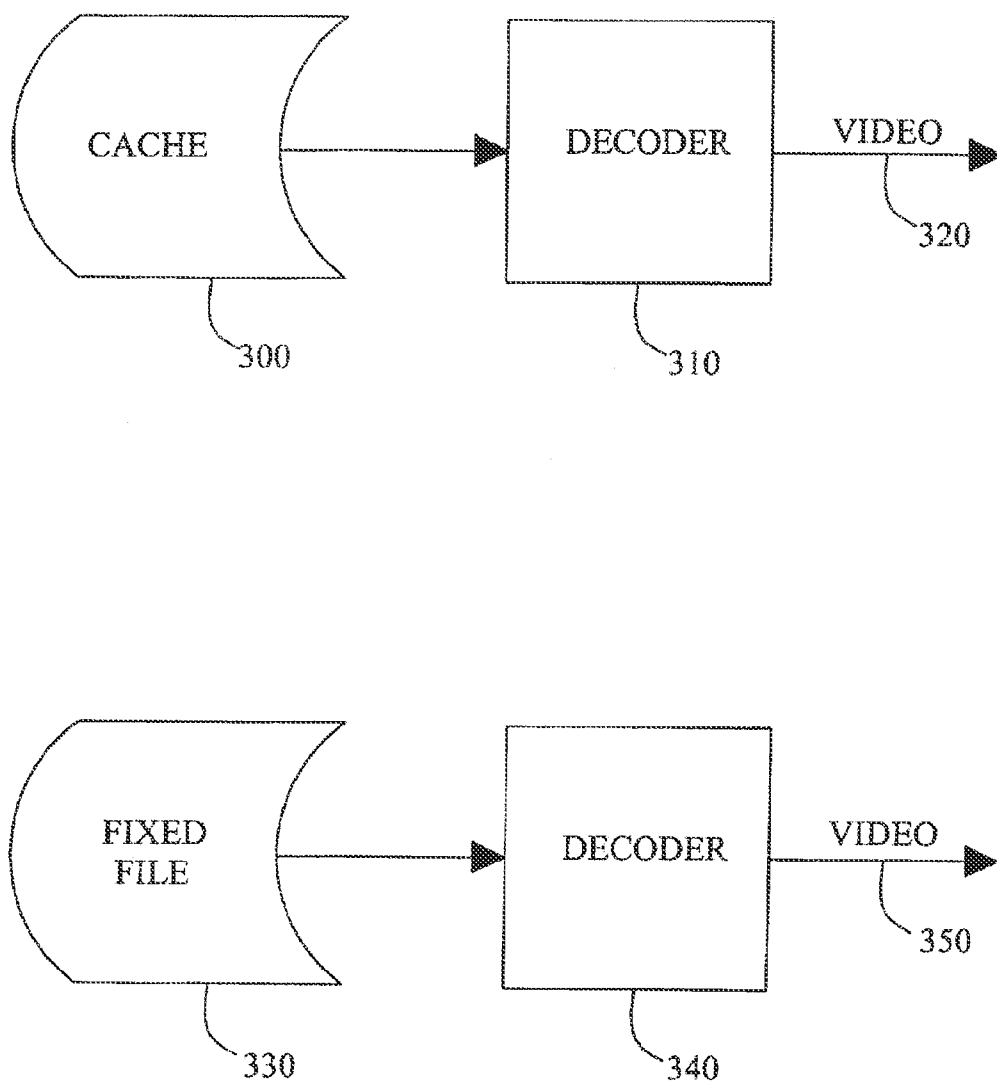 CACHE
DECODER
VIDEO
320
300
310
FIXED
FILE
DECODER
VIDEO
350
330
340